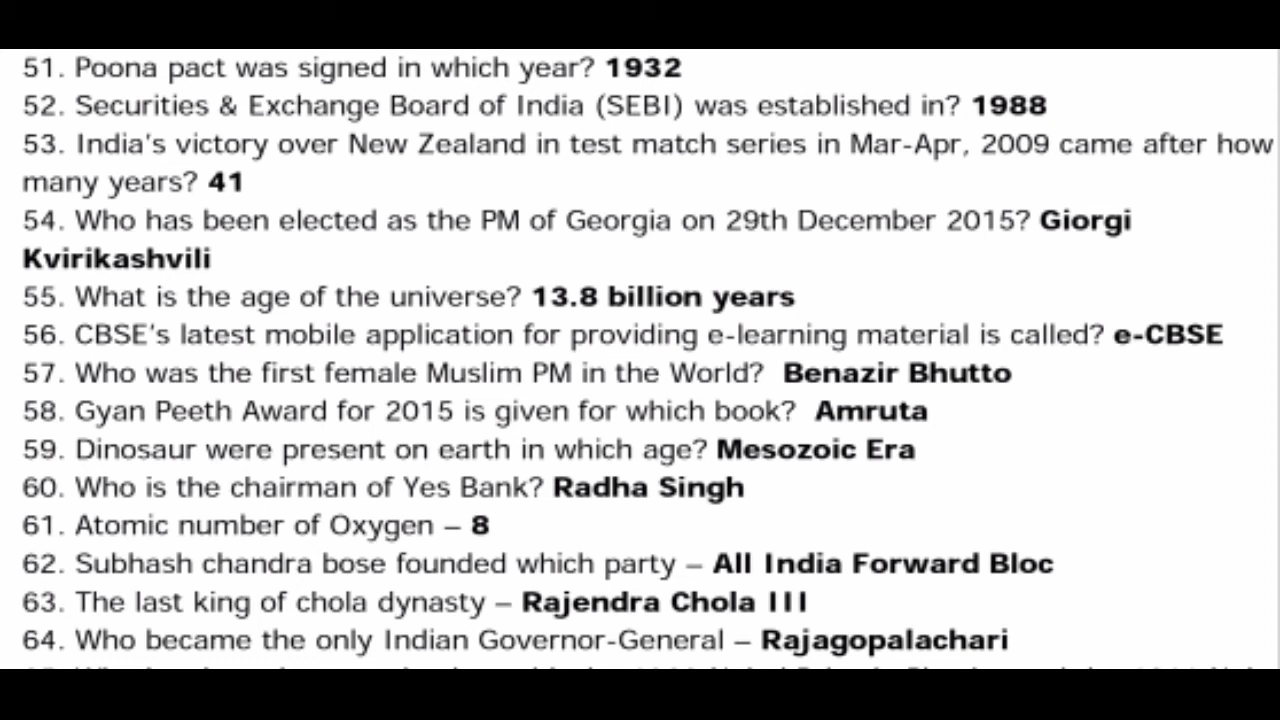 51. Poona pact was signed in which year? 1932
52. Securities & Exchange Board of India (SEBI) was established in? 1988
53. India's victory over New Zealand in test match series in Mar-Apr, 2009 came after how
many years? 41
54. Who has been elected as the PM of Georgia on 29th December 2015? Giorgi
Kvirikashvili
55. What is the age of the universe? 13.8 billion years
56. CBSE's latest mobile application for providing e-learning material is called? e-CBSE
57. Who was the first female Muslim PM in the World? Benazir Bhutto
58. Gyan Peeth Award for 2015 is given for which book? Amruta
59. Dinosaur were present on earth in which age? Mesozoic Era
60. Who is the chairman of Yes Bank? Radha Singh
61. Atomic number of Oxygen – 8
62. Subhash chandra bose founded which party – All India Forward Bloc
63. The last king of chola dynasty – Rajendra Chola III
64. Who became the only Indian Governor-General – Rajagopalachari